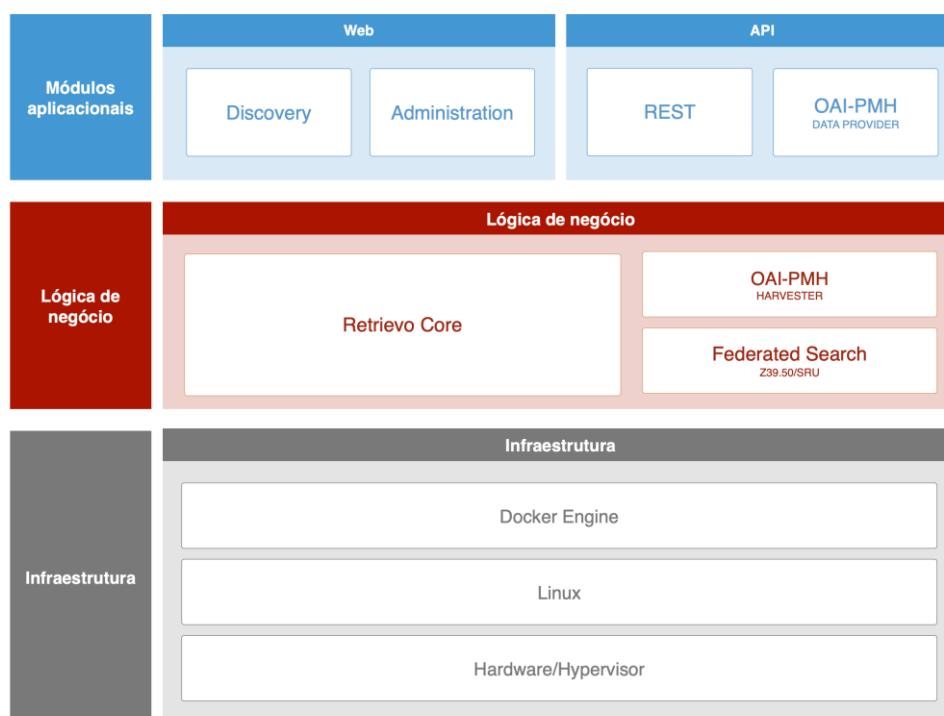 Módulos
aplicacionais
Web
Discovery
Administration
API
REST
OAI-PMH
DATA PROVIDER
Lógica de
negócio
Lógica de negócio
Retrievo Core
OAI-PMH
HARVESTER
Federated Search
Z39.50/SRU
Infraestrutura
Infraestrutura
Docker Engine
Linux
Hardware/Hypervisor